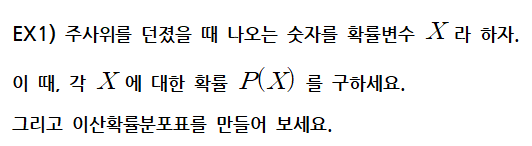 EX1) 주사위를 던졌을 때 나오는 숫자를 확률변수 X 라 하자.
이 때, 각 X 에 대한 확률 P(X) 를 구하세요.
그리고 이산확률분포표를 만들어 보세요.